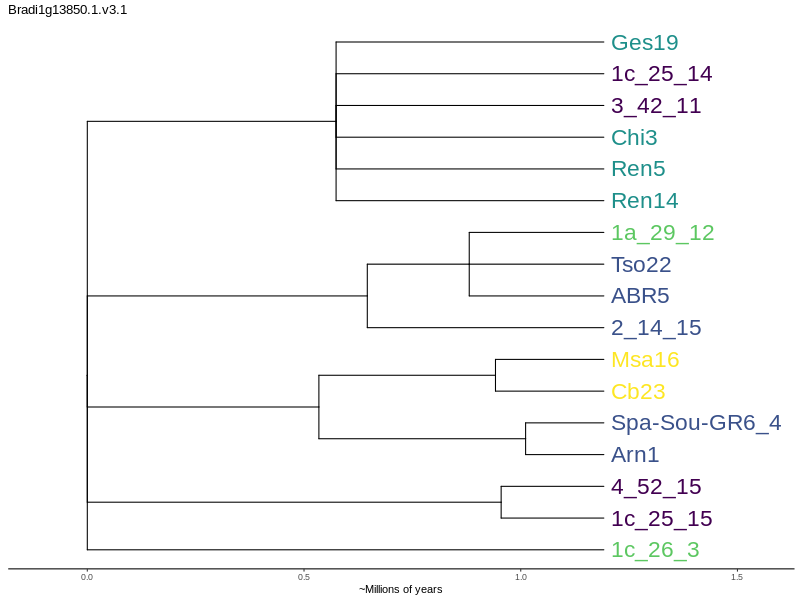 Bradi1g13850.1.v3.1
Ges19
1c_25_14
3_42_11
Chi3
Ren5
Ren14
1a_29_12
Tso22
ABR5
2_14_15
Msa16
Cb23
Spa-Sou-GR6_4
Arn1
4_52_15
1c_25_15
1c_26_3
0.0 0.5 1.0 1.5
~Millions of years